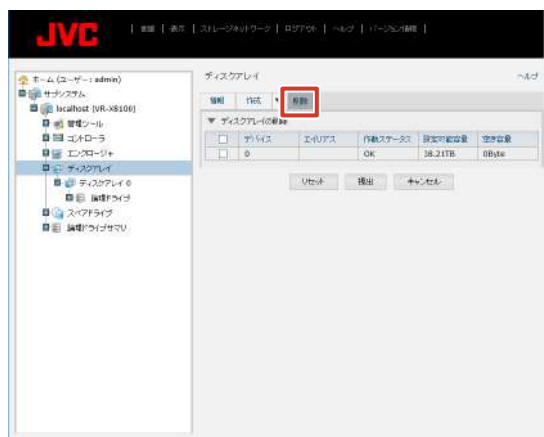 JVC
言語 | 表示 | ストレージネットワーク | ログアウト | ヘルプ | バージョン情報 |
ホーム (ユーザー: admin)
サブシステム
localhost (VR-X8100)
管理ツール
コントローラ
エンクロージャ
ディスクアレイ
ディスクアレイ 0
論理ドライブ
スペアドライブ
論理ドライブサマリ
ディスクアレイ
ヘルプ
情報 作成 削除
▼ ディスクアレイの削除
デバイス エイリアス 作動ステータス 設定可能容量 空き容量
0 OK 38.21TB 0Byte
リセット 提出 キャンセル